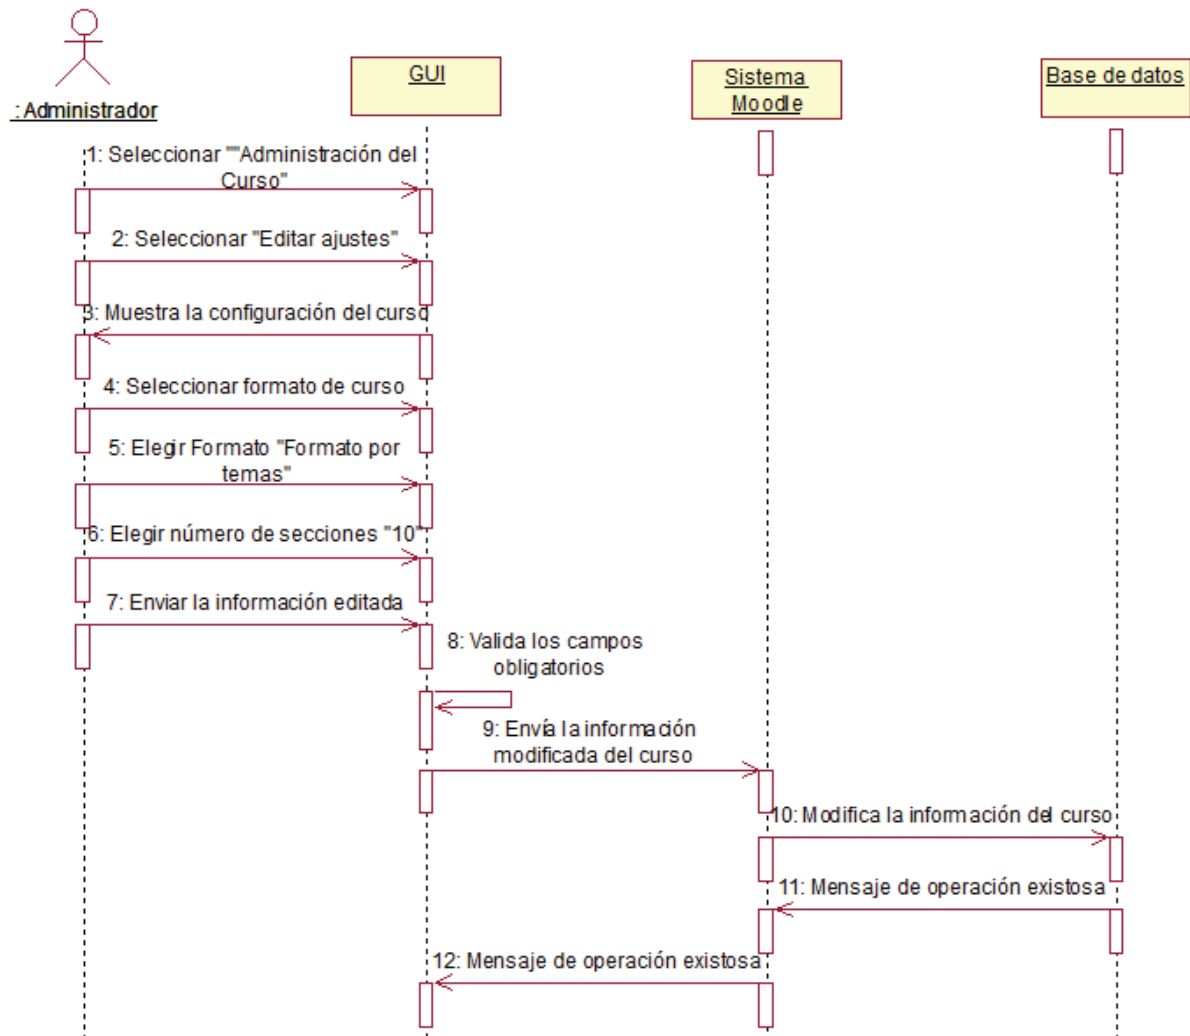 : Administrador
GUI
Sistema
Moodle
Base de datos
1: Seleccionar ""Administración del
Curso"
2: Seleccionar "Editar ajustes"
3: Muestra la configuración del curso
4: Seleccionar formato de curso
5: Elegir Formato "Formato por
temas"
6: Elegir número de secciones "10"
7: Enviar la información editada
8: Valida los campos
obligatorios
9: Envía la información
modificada del curso
10: Modifica la información del curso
11: Mensaje de operación existosa
12: Mensaje de operación existosa